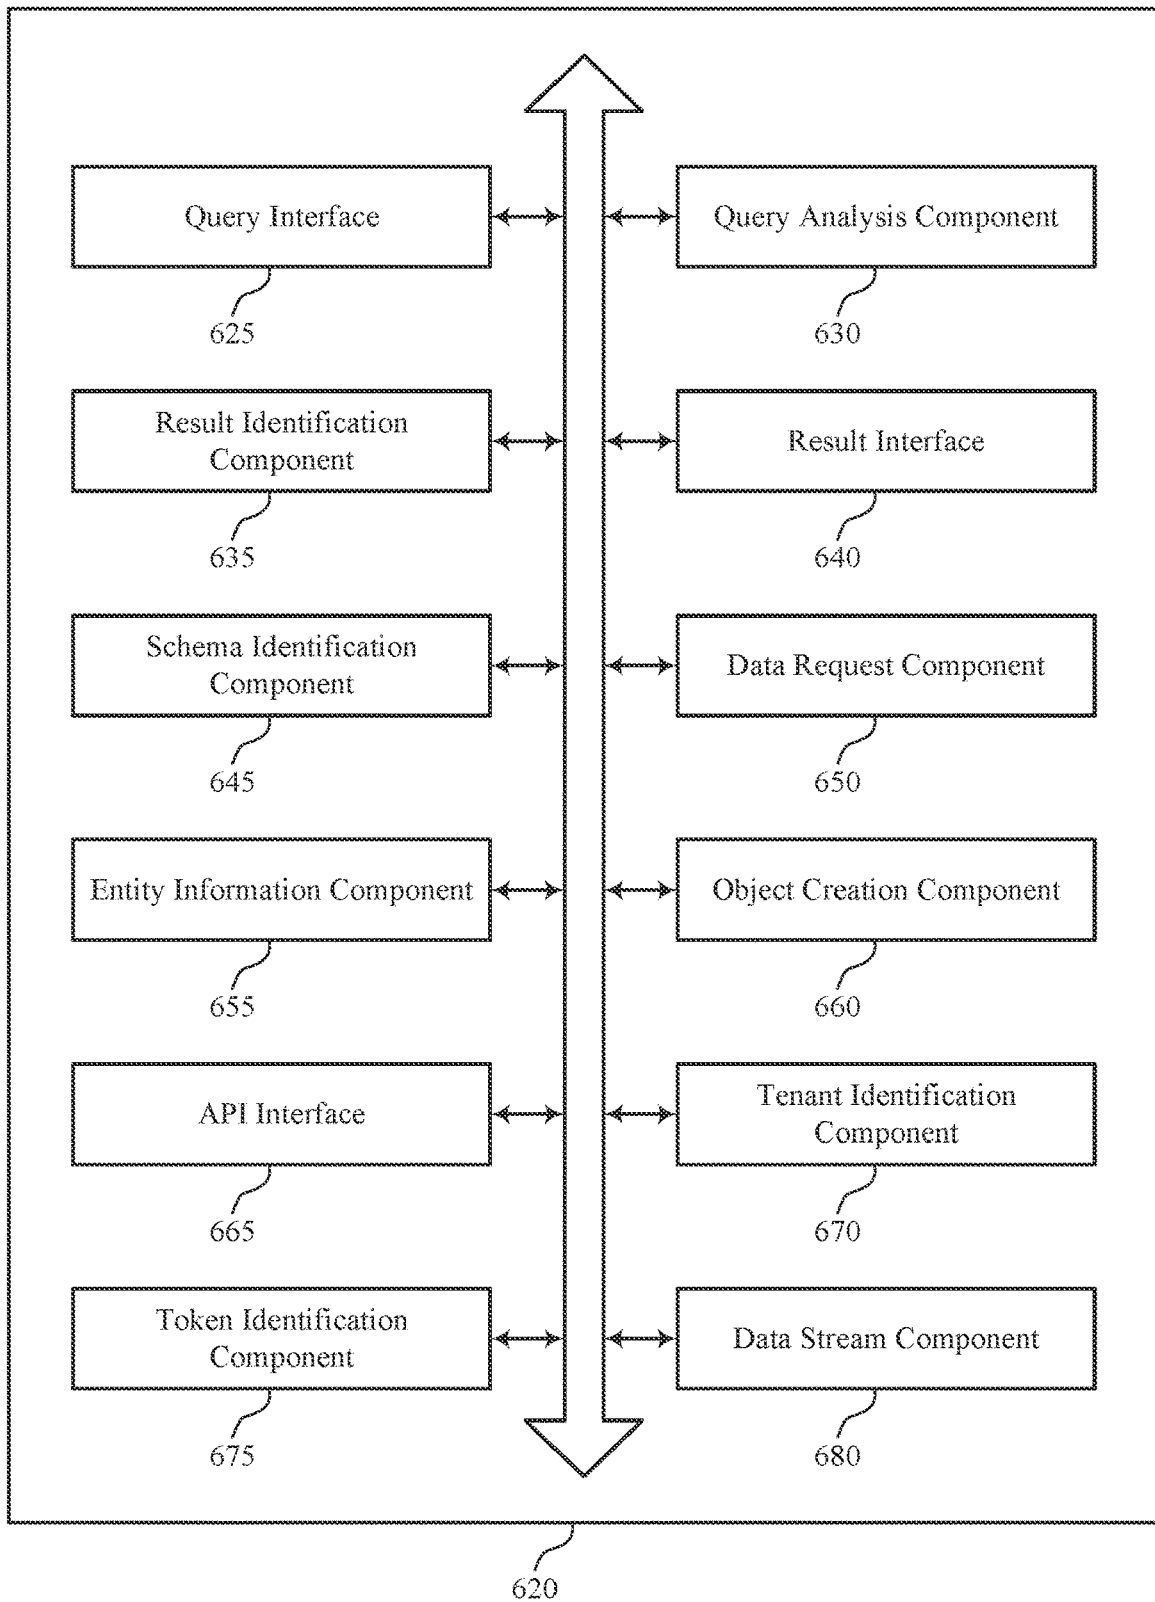 Query Interface
625
Query Analysis Component
630
Result Identification
Component
635
Result Interface
640
Schema Identification
Component
645
Data Request Component
650
Entity Information Component
655
Object Creation Component
660
API Interface
665
Tenant Identification
Component
670
Token Identification
Component
675
Data Stream Component
680
620